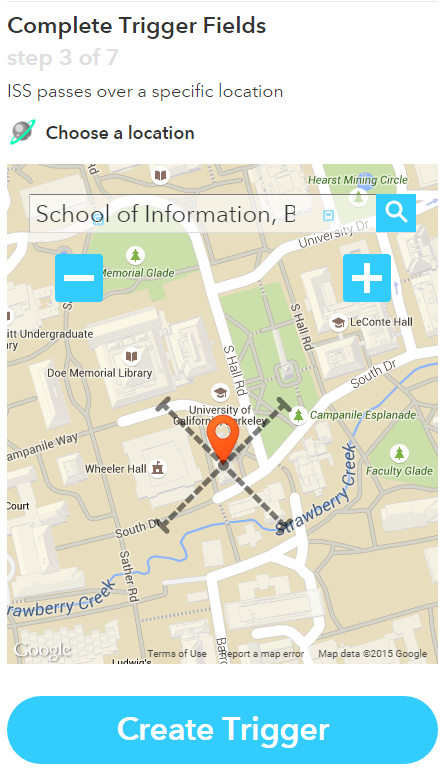 Complete Trigger Fields
step 3 of 7
ISS passes over a specific location
Choose a location
Hearst Mining Circle
School of Information, B
University Dr
Memorial Glade
LeConte Hall
itt Undergraduate
ry
S Hall Rd
S Hall Rd
Doe Memorial Library
South Dr
University of
California, Berkeley
Campanile Esplanade
ampanile Way
Wheeler Hall
Faculty Glade
Strawberry Creek
Court
South Dr
Sather Rd
rawberry Creek
Barro
Google
Ludwig's
Terms of Use
Report a map error
Map data ©2015 Google
Create Trigger